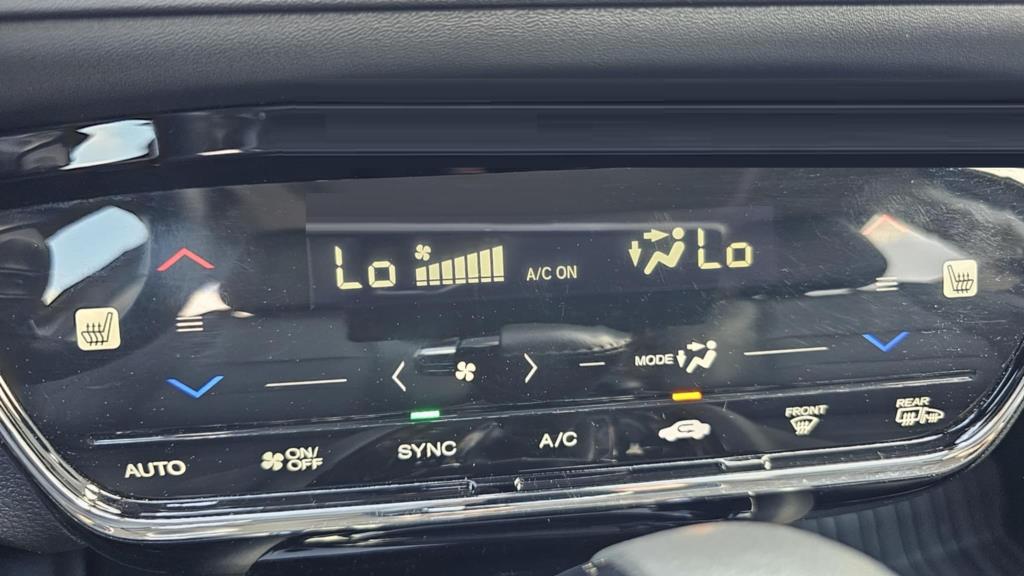 Lo
A/C ON
Lo
MODE
AUTO
ON/
OFF
SYNC
A/C
FRONT
REAR